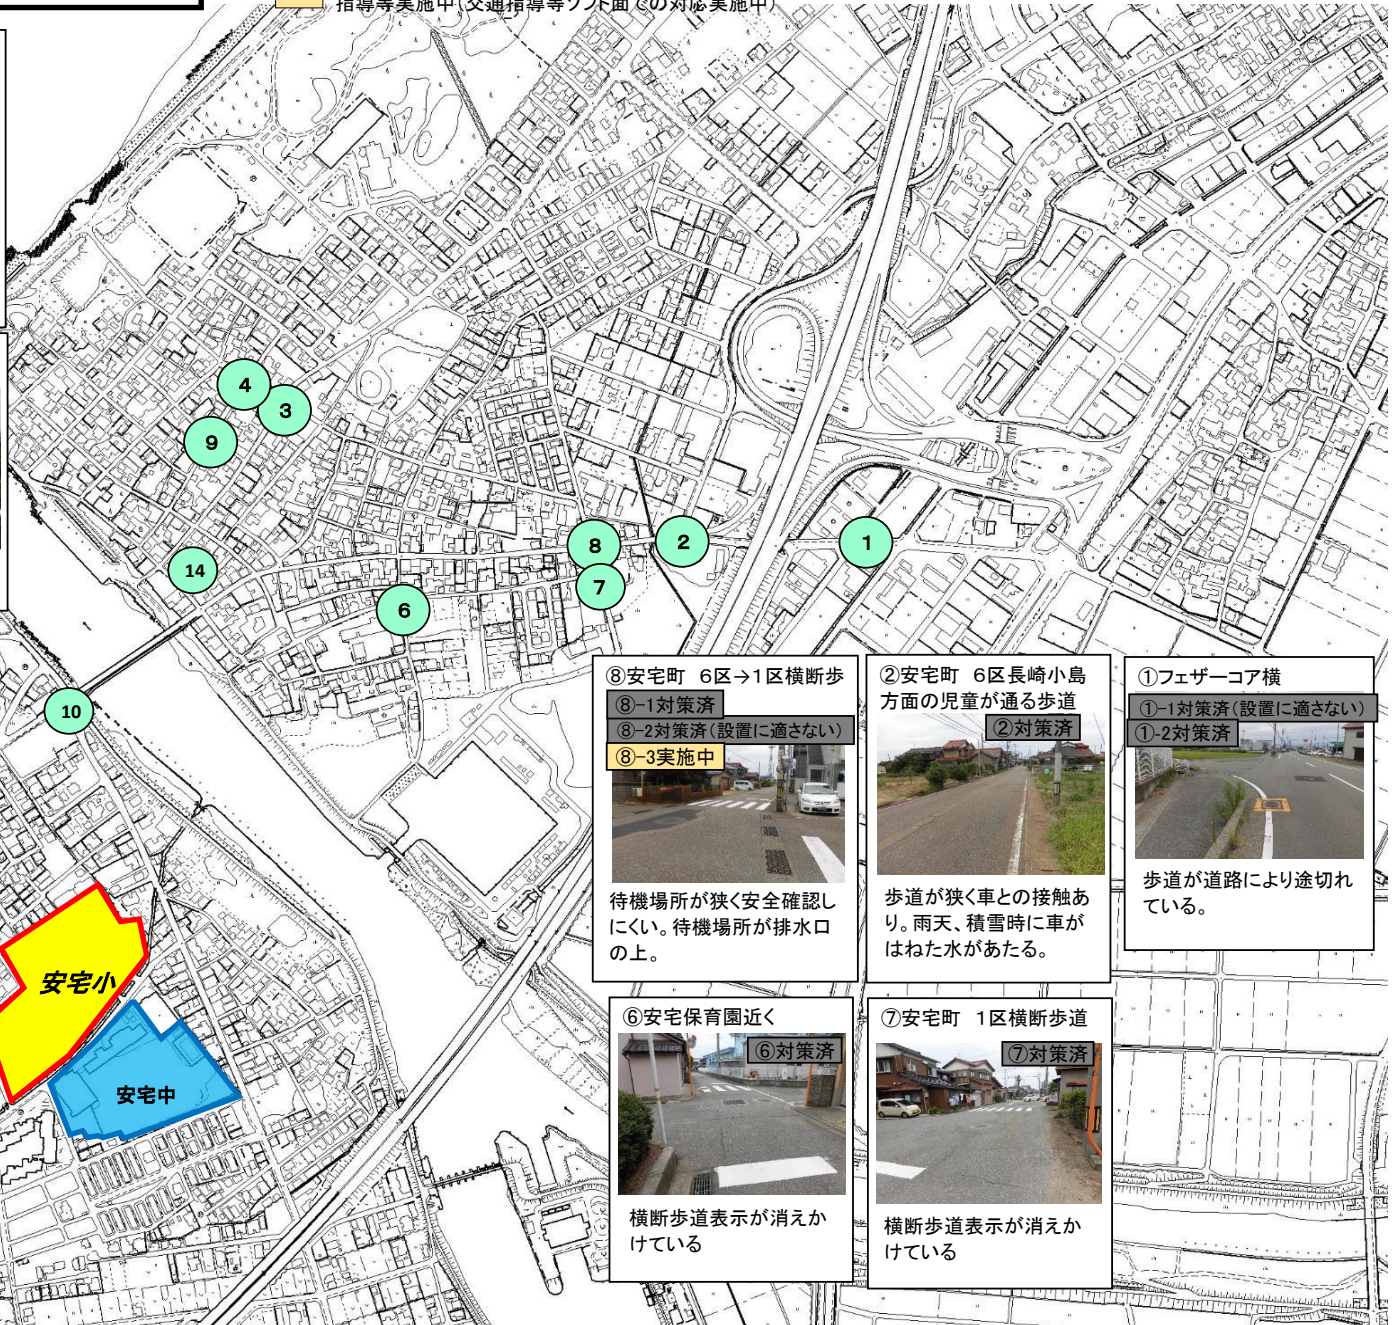 指導等実施中(交通指導等ソフト面での対応実施中)
4
3
9
8
2
1
14
7
6
10
安宅小
安宅中
⑧安宅町 6区→1区横断歩
⑧-1対策済
⑧-2対策済(設置に適さない)
⑧-3実施中
待機場所が狭く安全確認し
にくい。待機場所が排水口
の上。
②安宅町 6区長崎小島
方面の児童が通る歩道
②対策済
歩道が狭く車との接触あ
り。雨天、積雪時に車が
はねた水があたる。
①フェザーコア横
①-1対策済(設置に適さない)
①-2対策済
歩道が道路により途切れ
ている。
⑥安宅保育園近く
⑥対策済
横断歩道表示が消えか
けている
⑦安宅町 1区横断歩道
⑦対策済
横断歩道表示が消えか
けている